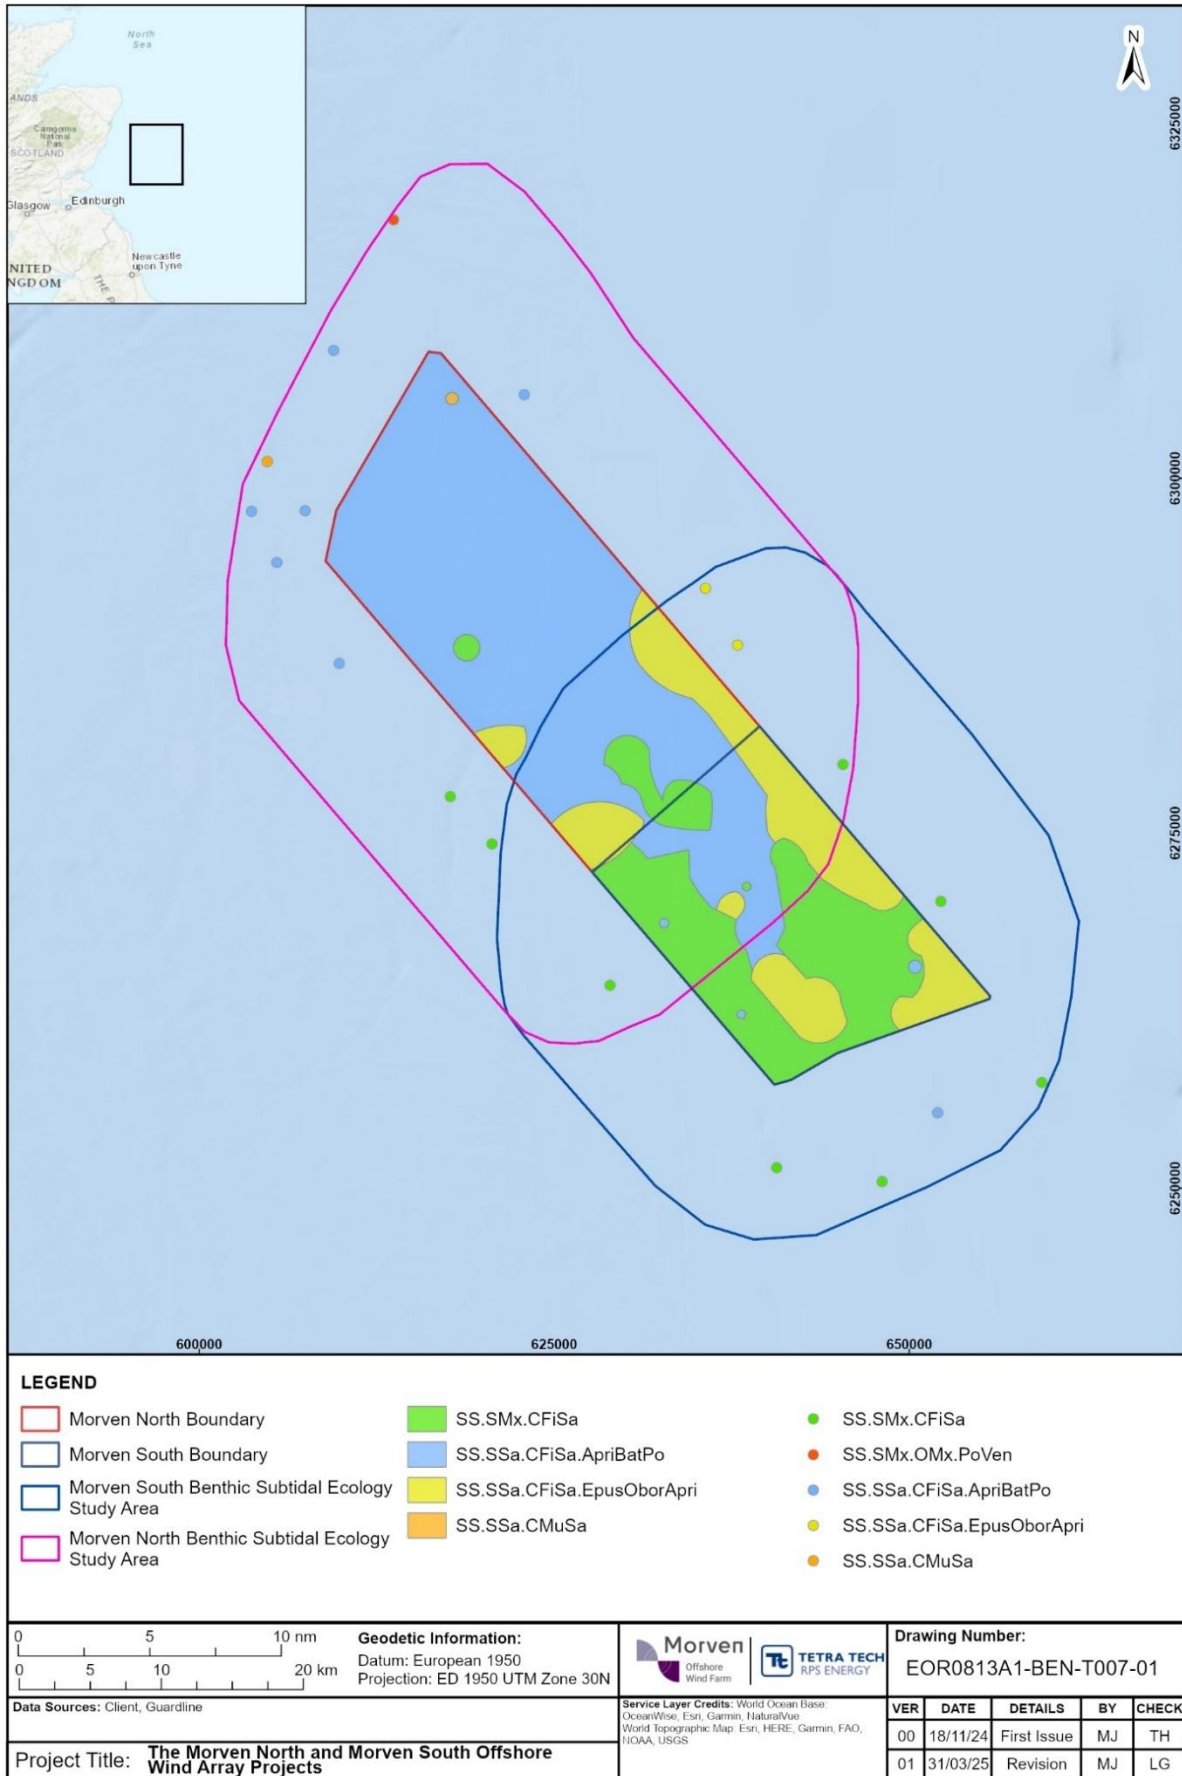 North
Sea
N
ANDS
Cairngorms
National
Park
SCOTLAND
Glasgow
Edinburgh
Newcastle
upon Tyne
NITED
NGDOM
THE P
6325000
6300000
6275000
6250000
600000
625000
650000
LEGEND
Morven North Boundary
Morven South Boundary
Morven South Benthic Subtidal Ecology
Study Area
Morven North Benthic Subtidal Ecology
Study Area
SS.SMx.CFiSa
SS.SSa.CFiSa.ApriBatPo
SS.SSa.CFiSa.EpusOborApri
SS.SSa.CMuSa
SS.SMx.CFiSa
SS.SMx.OMx.PoVen
SS.SSa.CFiSa.ApriBatPo
SS.SSa.CFiSa.EpusOborApri
SS.SSa.CMuSa
0 5 10 nm
0 5 10 20 km
Geodetic Information:
Datum: European 1950
Projection: ED 1950 UTM Zone 30N
Morven
Offshore
Wind Farm
Tt
TETRA TECH
RPS ENERGY
Drawing Number:
EOR0813A1-BEN-T007-01
Data Sources: Client, Guardline
Service Layer Credits: World Ocean Base:
OceanWise, Esri, Garmin, NaturalVue
World Topographic Map: Esri, HERE, Garmin, FAO,
NOAA, USGS
VER DATE DETAILS BY CHECK
00 18/11/24 First Issue MJ TH
01 31/03/25 Revision MJ LG
Project Title: The Morven North and Morven South Offshore
Wind Array Projects